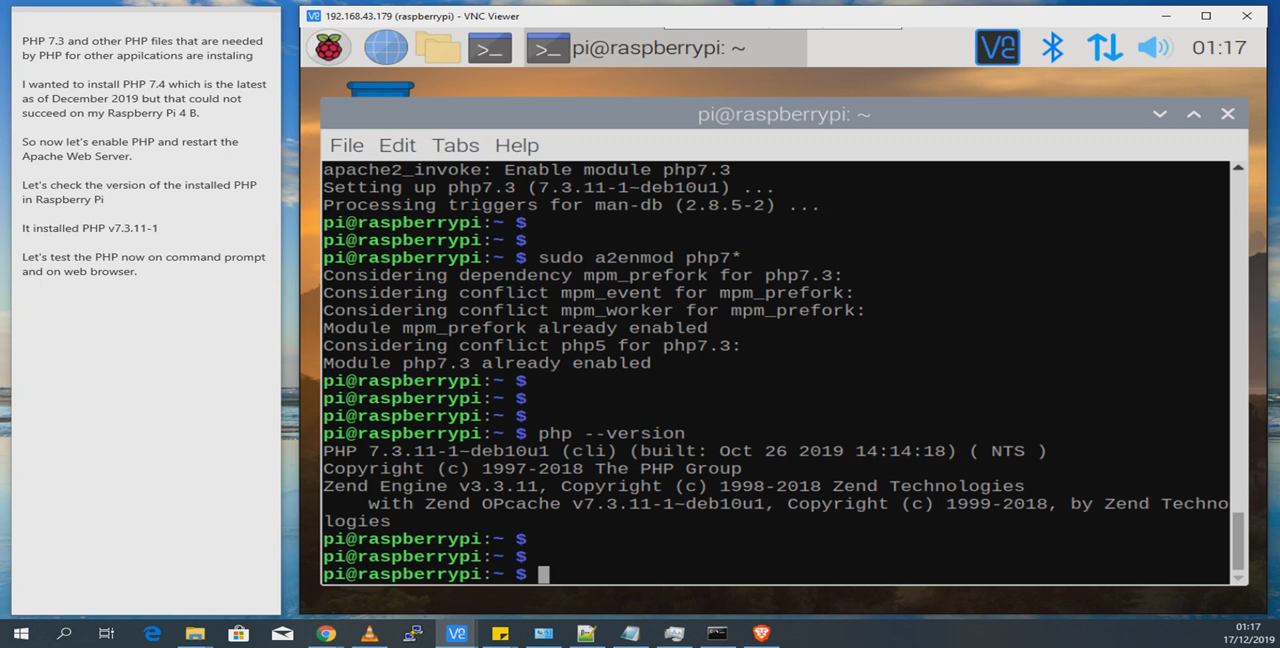 PHP 7.3 and other PHP files that are needed
by PHP for other appilcations are instaling
I wanted to install PHP 7.4 which is the latest
as of December 2019 but that could not
succeed on my Raspberry Pi 4 B.
So now let's enable PHP and restart the
Apache Web Server.
Let's check the version of the installed PHP
in Raspberry Pi
It installed PHP v7.3.11-1
Let's test the PHP now on command prompt
and on web browser.
192.168.43.179 (raspberrypi) - VNC Viewer
pi@raspberrypi: ~
01:17
pi@raspberrypi: ~
File Edit Tabs Help
apache2_invoke: Enable module php7.3
Setting up php7.3 (7.3.11-1~deb10u1) ...
Processing triggers for man-db (2.8.5-2) ...
pi@raspberrypi:~ $
pi@raspberrypi:~ $
pi@raspberrypi:~ $ sudo a2enmod php7*
Considering dependency mpm_prefork for php7.3:
Considering conflict mpm_event for mpm_prefork:
Considering conflict mpm_worker for mpm_prefork:
Module mpm_prefork already enabled
Considering conflict php5 for php7.3:
Module php7.3 already enabled
pi@raspberrypi:~ $
pi@raspberrypi:~ $
pi@raspberrypi:~ $
pi@raspberrypi:~ $ php --version
PHP 7.3.11-1~deb10u1 (cli) (built: Oct 26 2019 14:14:18) ( NTS )
Copyright (c) 1997-2018 The PHP Group
Zend Engine v3.3.11, Copyright (c) 1998-2018 Zend Technologies
with Zend OPcache v7.3.11-1~deb10u1, Copyright (c) 1999-2018, by Zend Techno
logies
pi@raspberrypi:~ $
pi@raspberrypi:~ $
pi@raspberrypi:~ $
01:17
17/12/2019